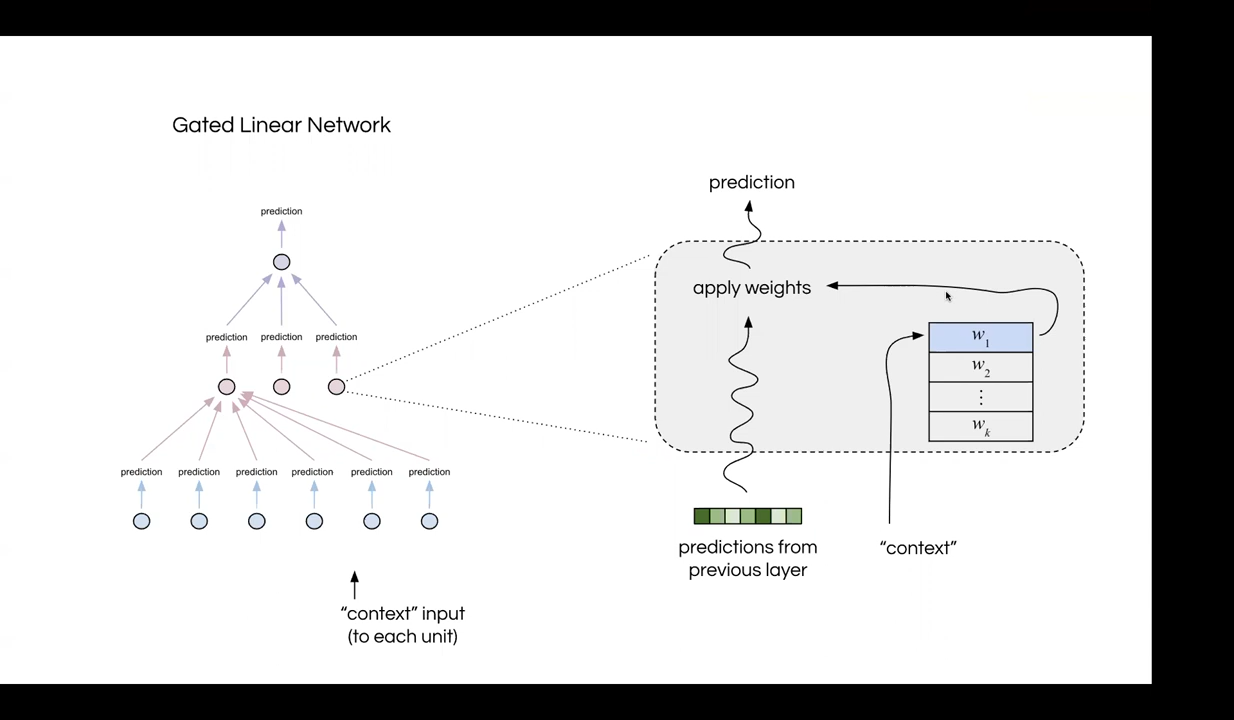 Gated Linear Network
prediction
prediction prediction prediction
prediction prediction prediction prediction prediction prediction
“context” input
(to each unit)
prediction
apply weights
w1
w2
⋮
wk
predictions from
previous layer
“context”